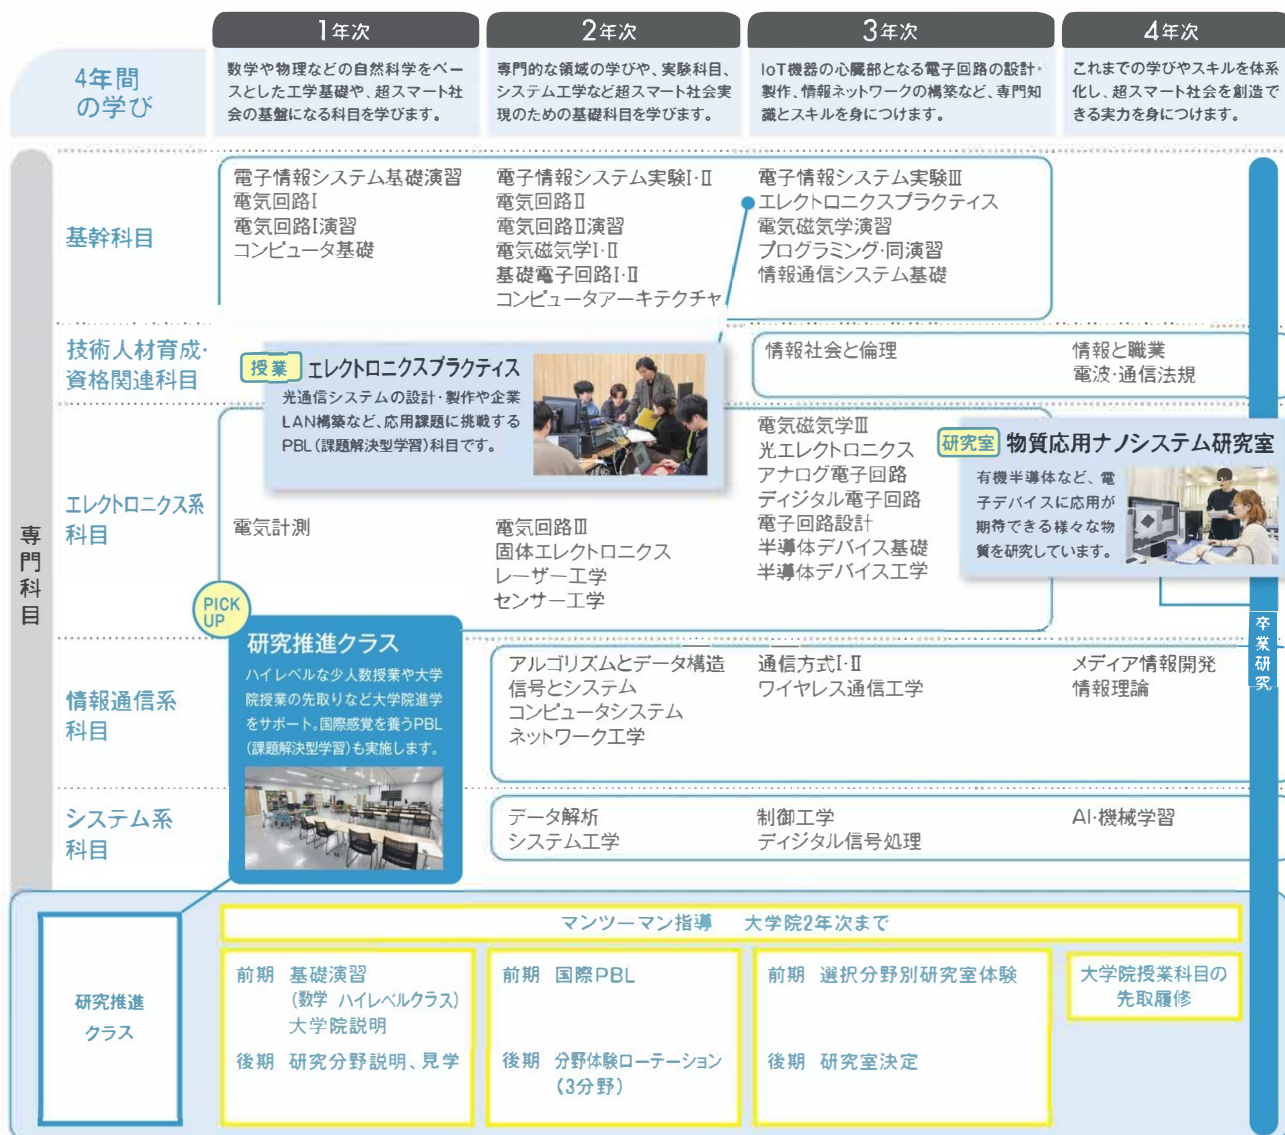 1年次
2年次
3年次
4年次
4年間
の学び
数学や物理などの自然科学をベー
スとした工学基礎や、超スマート社
会の基盤になる科目を学びます。
専門的な領域の学びや、実験科目、
システム工学など超スマート社会実
現のための基礎科目を学びます。
IoT機器の心臓部となる電子回路の設計・
製作、情報ネットワークの構築など、専門知
識とスキルを身につけます。
これまでの学びやスキルを体系
化し、超スマート社会を創造で
きる実力を身につけます。
専門科目
基幹科目
電子情報システム基礎演習
電気回路I
電気回路I演習
コンピュータ基礎
電子情報システム実験I・II
電気回路II
電気回路II演習
電気磁気学I・II
基礎電子回路I・II
コンピュータアーキテクチャ
電子情報システム実験III
エレクトロニクスプラクティス
電気磁気学演習
プログラミング・同演習
情報通信システム基礎
技術人材育成・
資格関連科目
情報社会と倫理
情報と職業
電波・通信法規
授業 エレクトロニクスプラクティス
光通信システムの設計・製作や企業
LAN構築など、応用課題に挑戦する
PBL(課題解決型学習)科目です。
エレクトロニクス系
科目
電気計測
電気回路III
固体エレクトロニクス
レーザー工学
センサー工学
電気磁気学III
光エレクトロニクス
アナログ電子回路
ディジタル電子回路
電子回路設計
半導体デバイス基礎
半導体デバイス工学
研究室 物質応用ナノシステム研究室
有機半導体など、電
子デバイスに応用が
期待できる様々な物
質を研究しています。
卒業研究
PICK
UP
研究推進クラス
ハイレベルな少人数授業や大学
院授業の先取りなど大学院進学
をサポート。国際感覚を養うPBL
(課題解決型学習)も実施します。
情報通信系
科目
アルゴリズムとデータ構造
信号とシステム
コンピュータシステム
ネットワーク工学
通信方式I・II
ワイヤレス通信工学
メディア情報開発
情報理論
システム系
科目
データ解析
システム工学
制御工学
ディジタル信号処理
AI・機械学習
研究推進
クラス
マンツーマン指導 大学院2年次まで
前期 基礎演習
(数学 ハイレベルクラス)
大学院説明
後期 研究分野説明、見学
前期 国際PBL
後期 分野体験ローテーション
(3分野)
前期 選択分野別研究室体験
後期 研究室決定
大学院授業科目の
先取履修